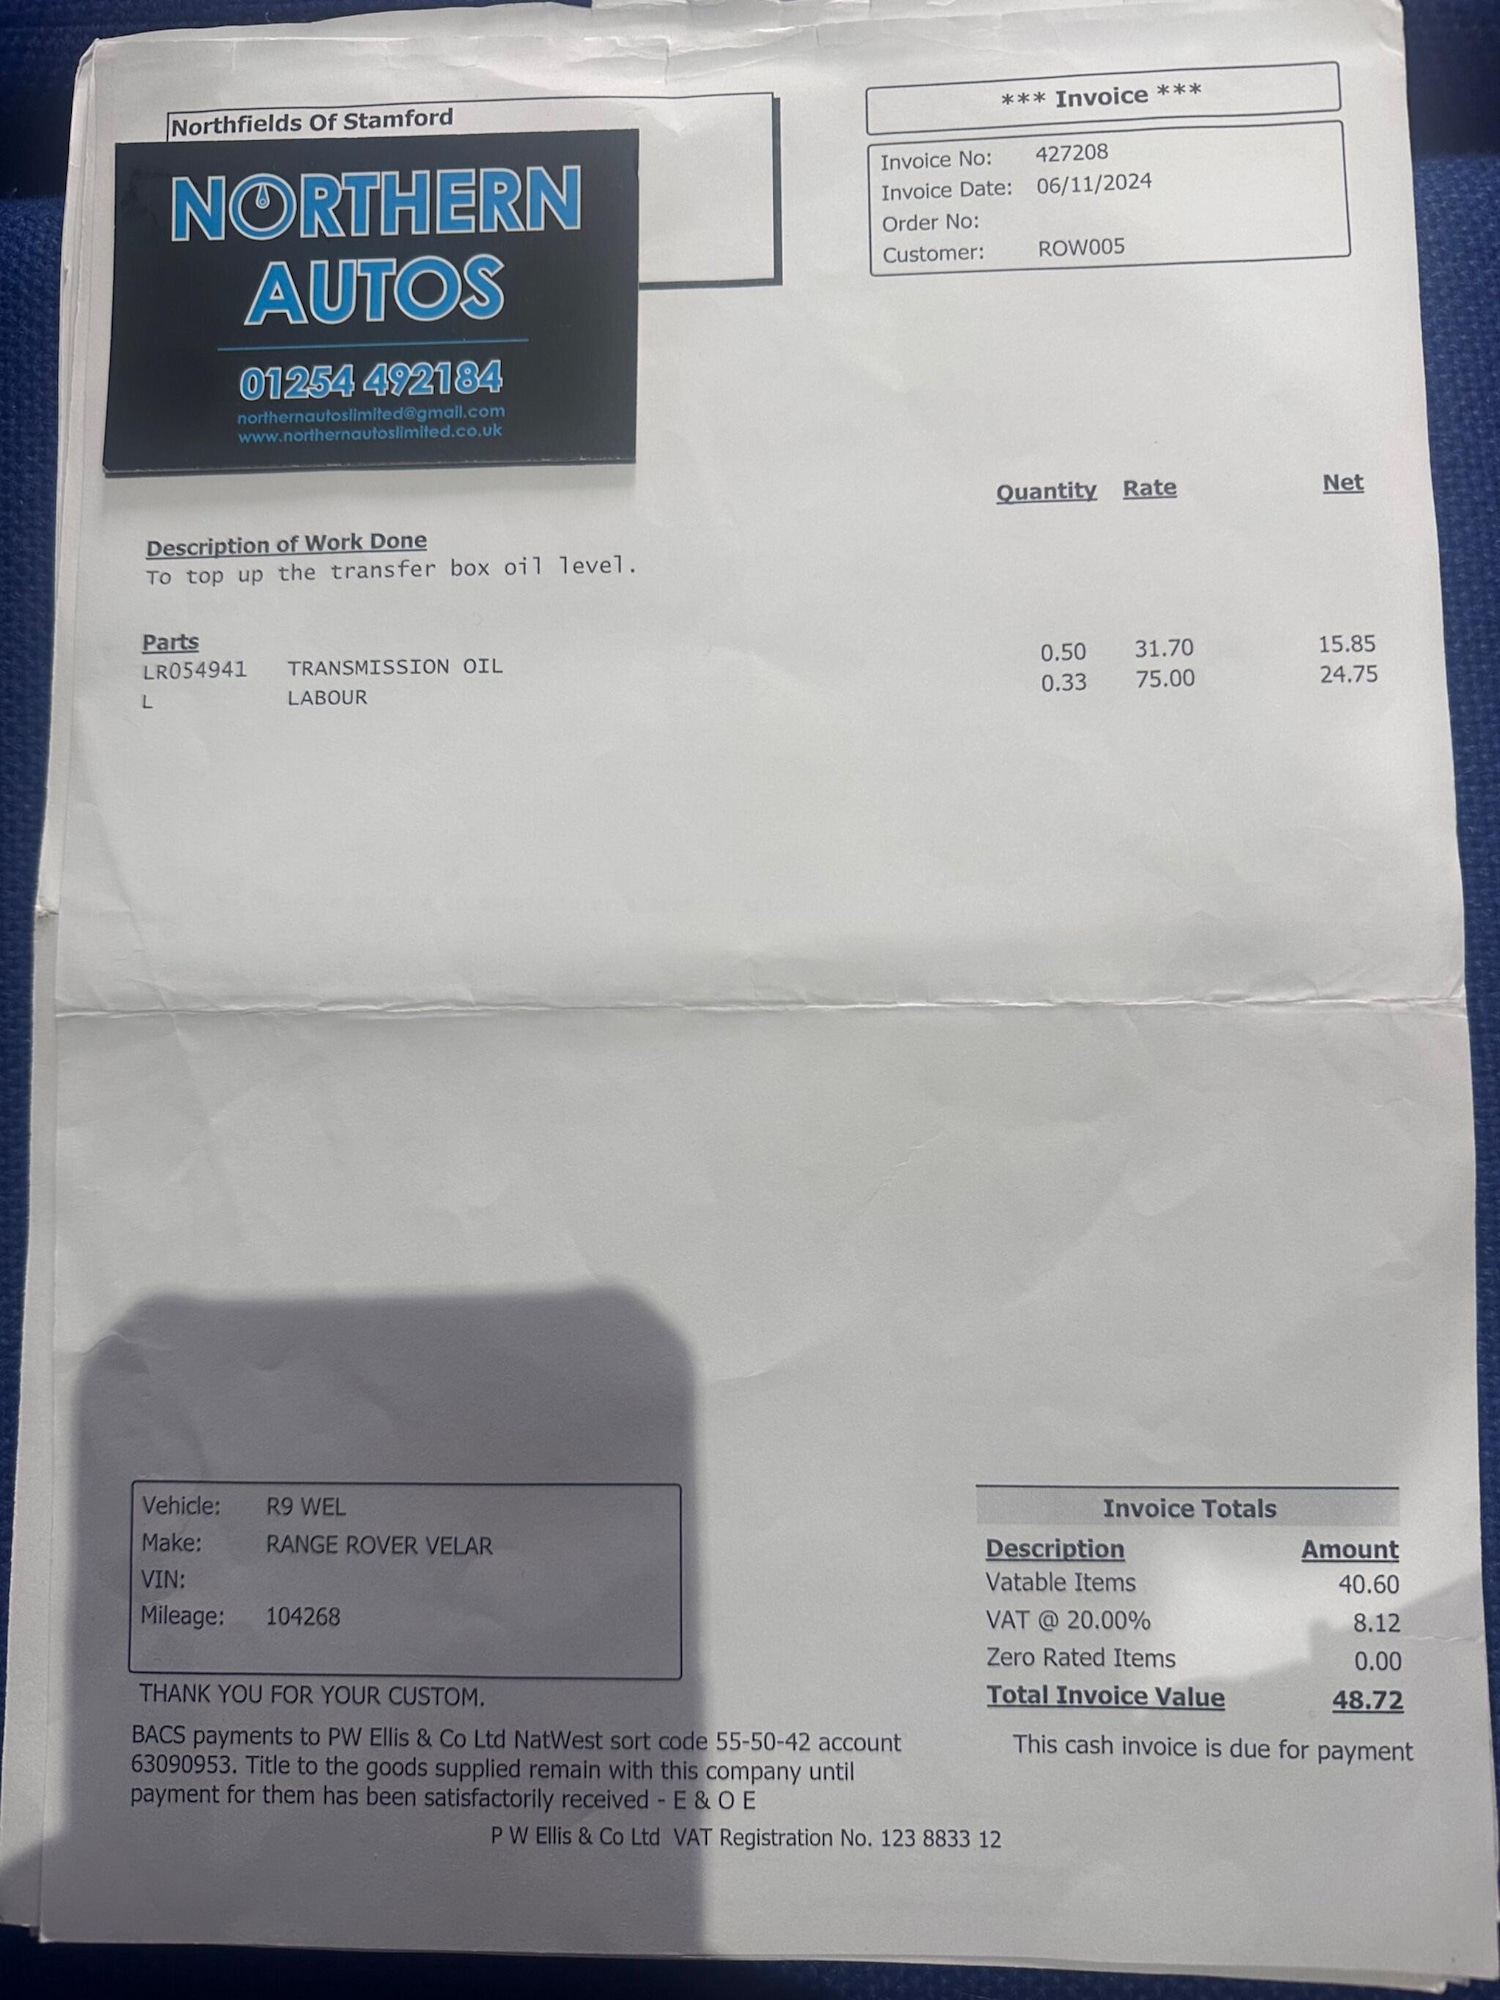 Northfields Of Stamford
*** Invoice ***
NORTHERN
AUTOS
01254 492184
northernautoslimited@gmail.com
www.northernautoslimited.co.uk
Invoice No: 427208
Invoice Date: 06/11/2024
Order No:
Customer: ROW005
Quantity Rate Net
Description of Work Done
To top up the transfer box oil level.
Parts
LR054941 TRANSMISSION OIL 0.50 31.70 15.85
L LABOUR 0.33 75.00 24.75
Vehicle: R9 WEL
Make: RANGE ROVER VELAR
VIN:
Mileage: 104268
Invoice Totals
Description Amount
Vatable Items 40.60
VAT @ 20.00% 8.12
Zero Rated Items 0.00
Total Invoice Value 48.72
THANK YOU FOR YOUR CUSTOM.
BACS payments to PW Ellis & Co Ltd NatWest sort code 55-50-42 account
63090953. Title to the goods supplied remain with this company until
payment for them has been satisfactorily received - E & O E
This cash invoice is due for payment
P W Ellis & Co Ltd VAT Registration No. 123 8833 12